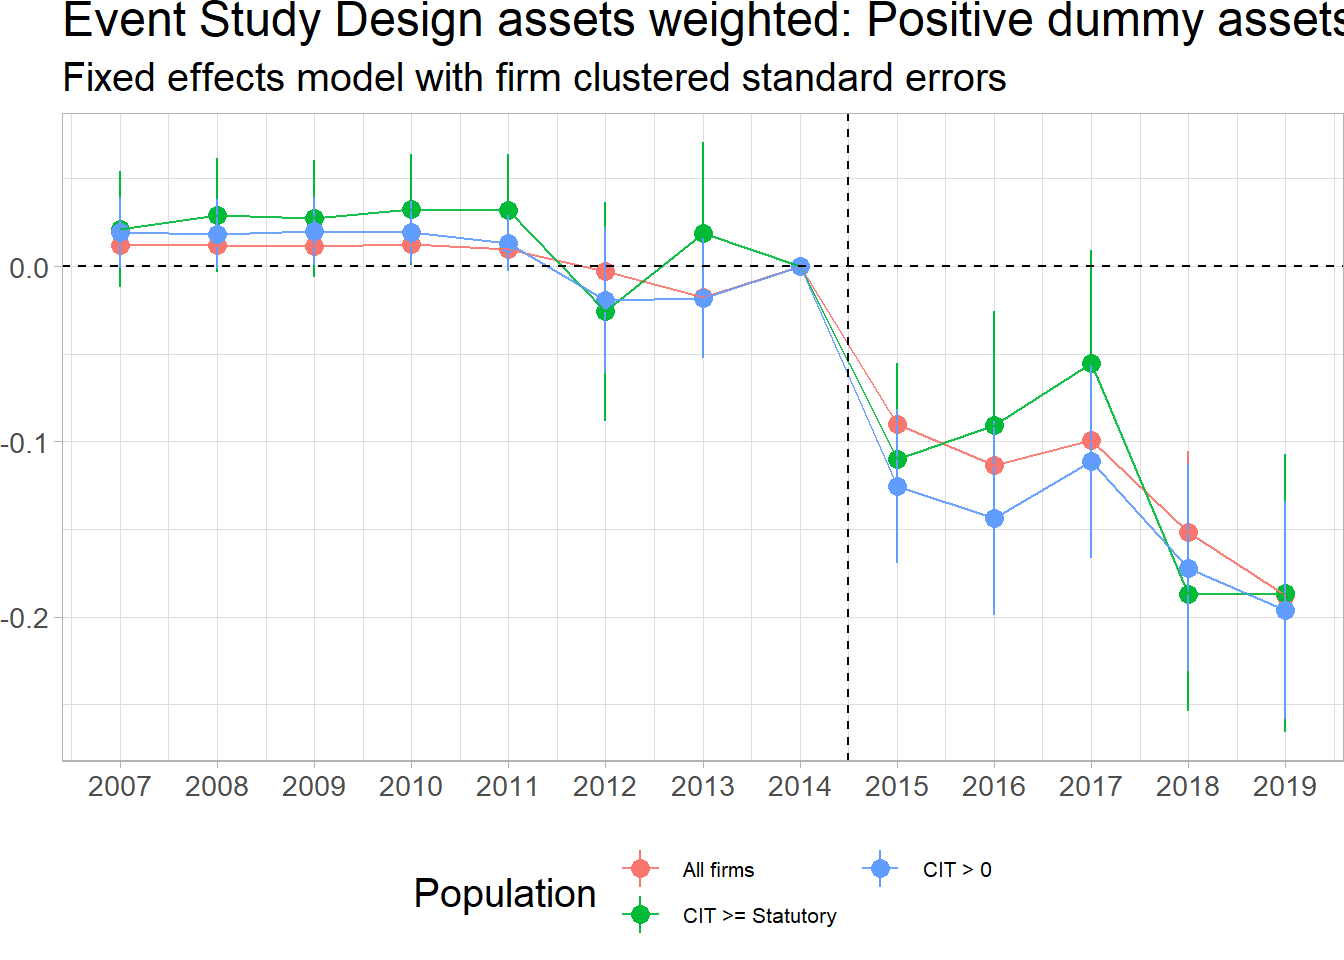 Event Study Design assets weighted: Positive dummy assets
Fixed effects model with firm clustered standard errors
0.0
-0.1
-0.2
2007 2008 2009 2010 2011 2012 2013 2014 2015 2016 2017 2018 2019
Population
All firms
CIT > 0
CIT >= Statutory